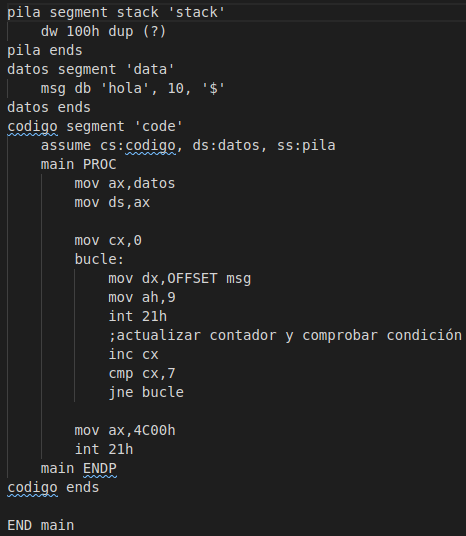 pila segment stack 'stack'
    dw 100h dup (?)
pila ends
datos segment 'data'
    msg db 'hola', 10, '$'
datos ends
codigo segment 'code'
    assume cs:codigo, ds:datos, ss:pila
    main PROC
        mov ax,datos
        mov ds,ax

        mov cx,0
        bucle:
            mov dx,OFFSET msg
            mov ah,9
            int 21h
            ;actualizar contador y comprobar condición
            inc cx
            cmp cx,7
            jne bucle

        mov ax,4C00h
        int 21h
    main ENDP
codigo ends

END main